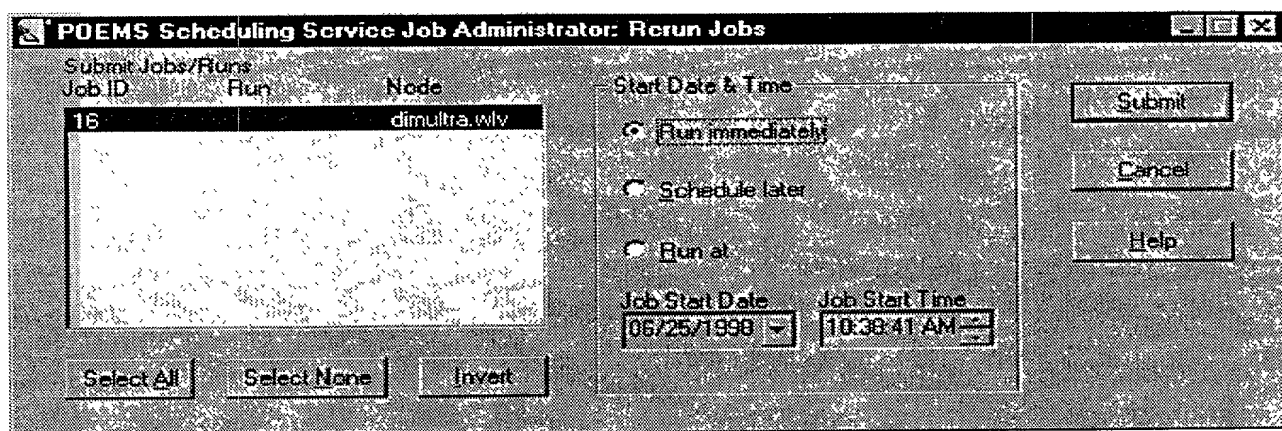 POEMS Scheduling Service Job Administrator: Rerun Jobs
Submit Jobs/Runs
Job ID Run Node
16 dimultra.wlv
Select All Select None Invert
Start Date & Time
Run immediately
Schedule later
Run at
Job Start Date Job Start Time
06/25/1998 10:38:41 AM
Submit
Cancel
Help